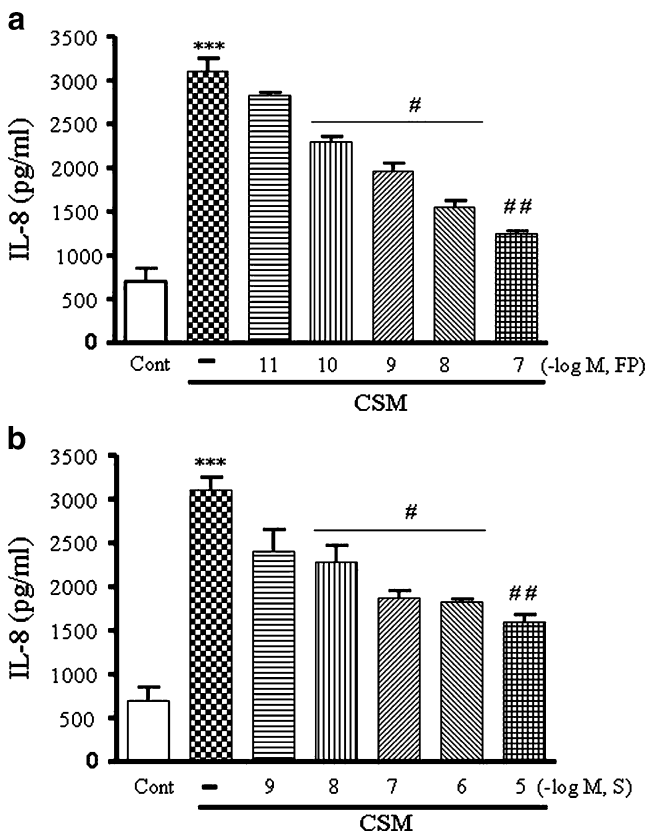 a
IL-8 (pg/ml)
3500
3000
2500
2000
1500
1000
500
0
***
#
##
Cont - 11 10 9 8 7 (-log M, FP)
CSM
b
IL-8 (pg/ml)
3500
3000
2500
2000
1500
1000
500
0
***
#
##
Cont - 9 8 7 6 5 (-log M, S)
CSM